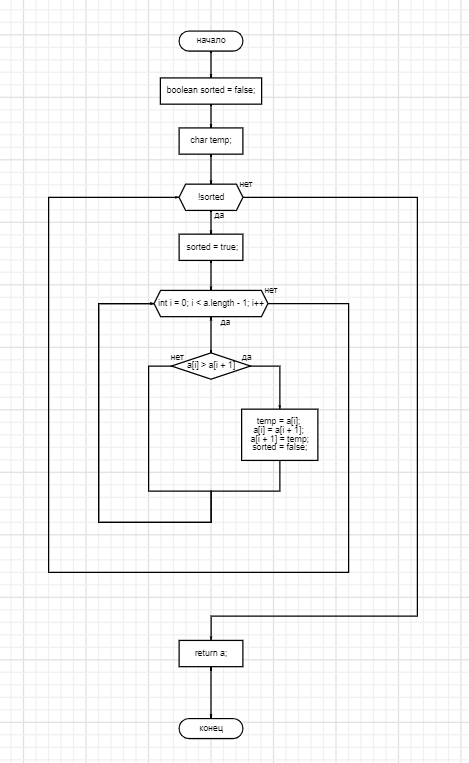 начало
boolean sorted = false;
char temp;
!sorted
нет
да
sorted = true;
int i = 0; i < a.length - 1; i++
нет
да
нет
a[i] > a[i + 1]
да
temp = a[i];
a[i] = a[i + 1];
a[i + 1] = temp;
sorted = false;
return a;
конец